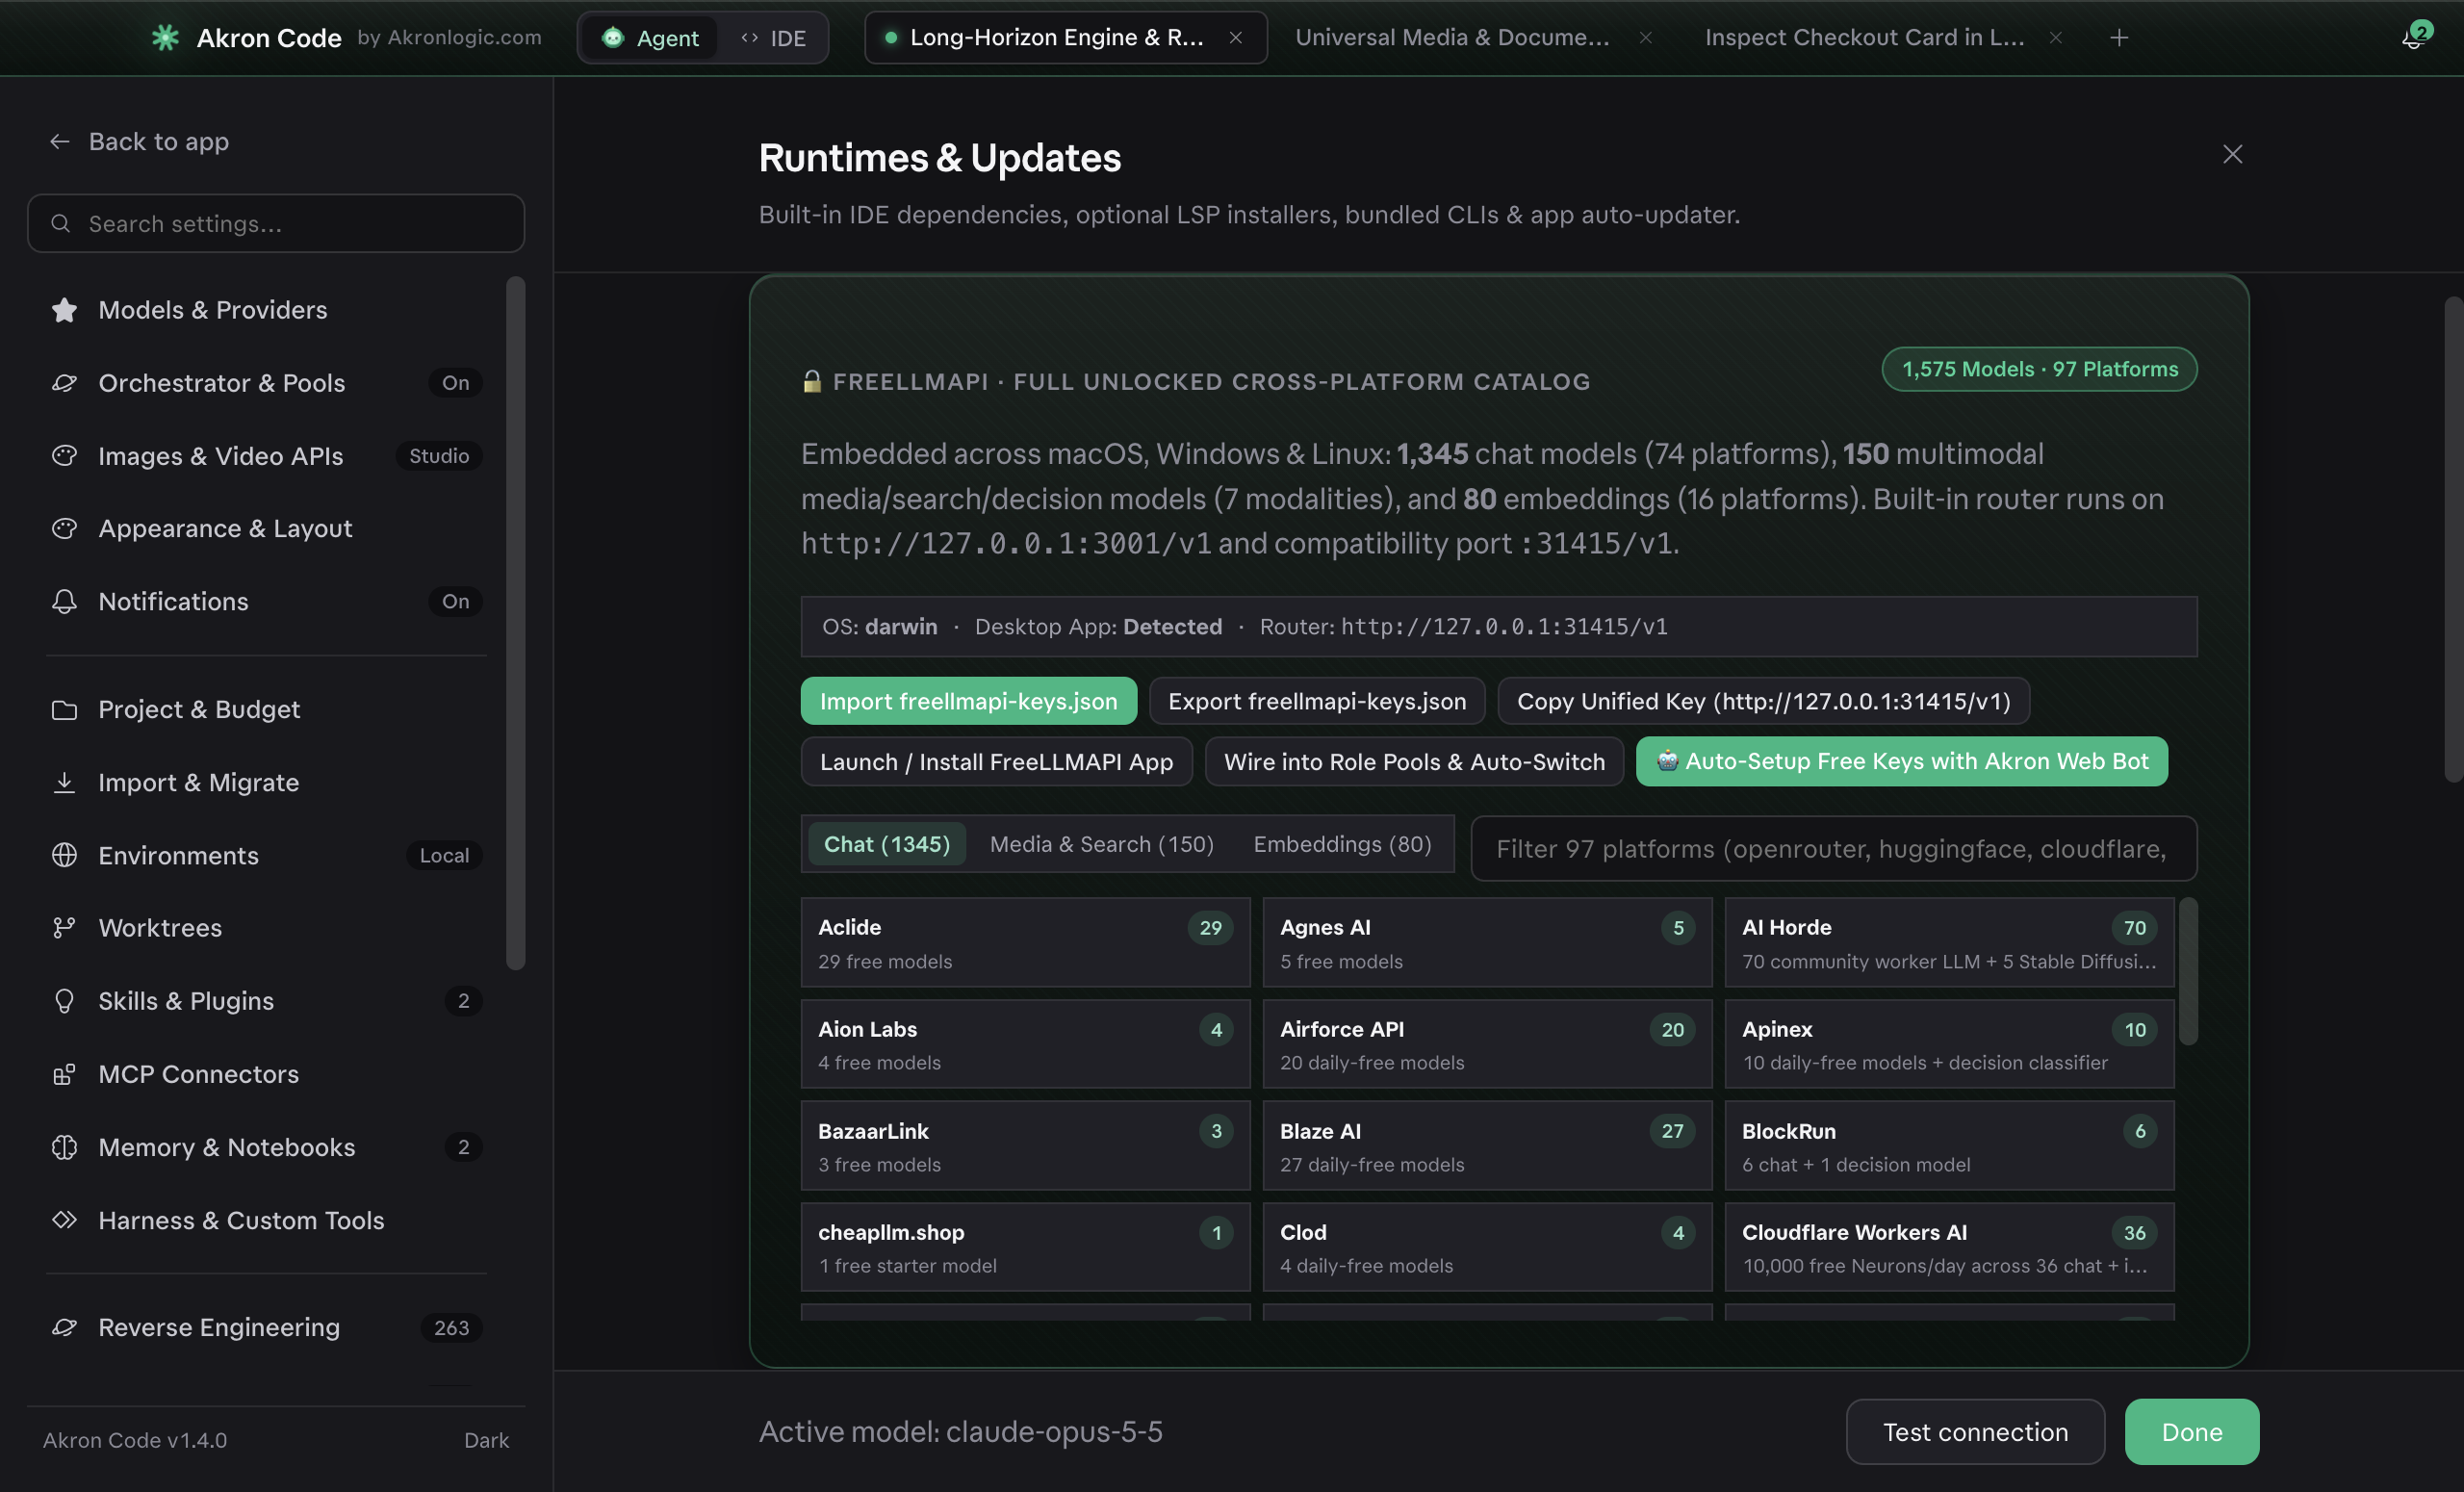 Akron Code by Akronlogic.com
Agent
IDE
Long-Horizon Engine & R...
Universal Media & Docume...
Inspect Checkout Card in L...
2
Back to app
Search settings...
Models & Providers
Orchestrator & Pools On
Images & Video APIs Studio
Appearance & Layout
Notifications On
Project & Budget
Import & Migrate
Environments Local
Worktrees
Skills & Plugins 2
MCP Connectors
Memory & Notebooks 2
Harness & Custom Tools
Reverse Engineering 263
Akron Code v1.4.0 Dark
Runtimes & Updates
Built-in IDE dependencies, optional LSP installers, bundled CLIs & app auto-updater.
FREELLMAPI · FULL UNLOCKED CROSS-PLATFORM CATALOG
1,575 Models · 97 Platforms
Embedded across macOS, Windows & Linux: 1,345 chat models (74 platforms), 150 multimodal
media/search/decision models (7 modalities), and 80 embeddings (16 platforms). Built-in router runs on
http://127.0.0.1:3001/v1 and compatibility port :31415/v1.
OS: darwin · Desktop App: Detected · Router: http://127.0.0.1:31415/v1
Import freellmapi-keys.json
Export freellmapi-keys.json
Copy Unified Key (http://127.0.0.1:31415/v1)
Launch / Install FreeLLMAPI App
Wire into Role Pools & Auto-Switch
Auto-Setup Free Keys with Akron Web Bot
Chat (1345)
Media & Search (150)
Embeddings (80)
Filter 97 platforms (openrouter, huggingface, cloudflare,
Aclide 29
29 free models
Agnes AI 5
5 free models
AI Horde 70
70 community worker LLM + 5 Stable Diffusi...
Aion Labs 4
4 free models
Airforce API 20
20 daily-free models
Apinex 10
10 daily-free models + decision classifier
BazaarLink 3
3 free models
Blaze AI 27
27 daily-free models
BlockRun 6
6 chat + 1 decision model
cheapllm.shop 1
1 free starter model
Clod 4
4 daily-free models
Cloudflare Workers AI 36
10,000 free Neurons/day across 36 chat + i...
Active model: claude-opus-5-5
Test connection
Done